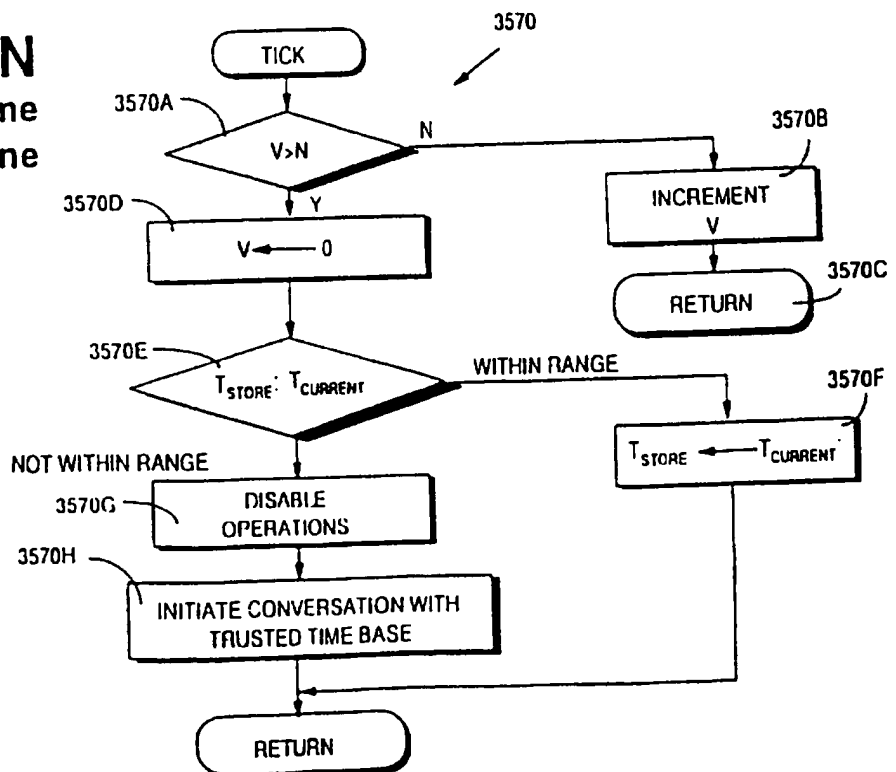 N
me
ne
TICK
3570
3570A
V>N
N
3570B
INCREMENT
V
3570D
Y
V ← 0
3570C
RETURN
3570E
T_STORE: T_CURRENT
WITHIN RANGE
3570F
T_STORE ← T_CURRENT
NOT WITHIN RANGE
3570G
DISABLE
OPERATIONS
3570H
INITIATE CONVERSATION WITH
TRUSTED TIME BASE
RETURN